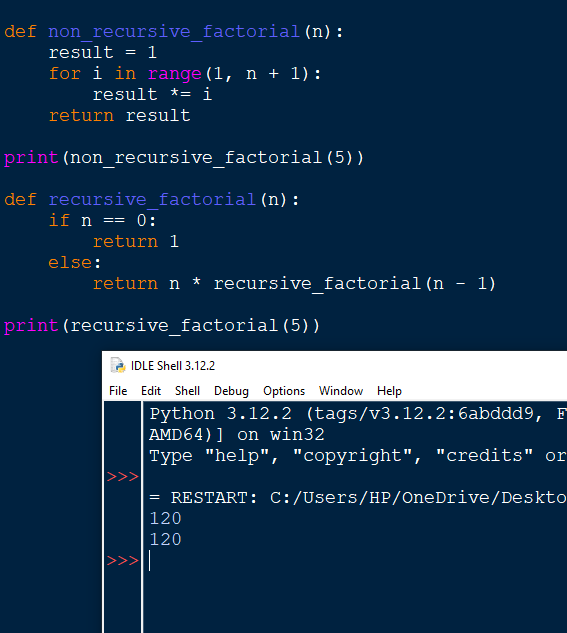 def non_recursive_factorial(n):
    result = 1
    for i in range(1, n + 1):
        result *= i
    return result
print(non_recursive_factorial(5))
def recursive_factorial(n):
    if n == 0:
        return 1
    else:
        return n * recursive_factorial(n - 1)
print(recursive_factorial(5))
IDLE Shell 3.12.2
File Edit Shell Debug Options Window Help
Python 3.12.2 (tags/v3.12.2:6abddd9, F
AMD64)] on win32
Type "help", "copyright", "credits" or
>>>
= RESTART: C:/Users/HP/OneDrive/Deskto
120
120
>>>